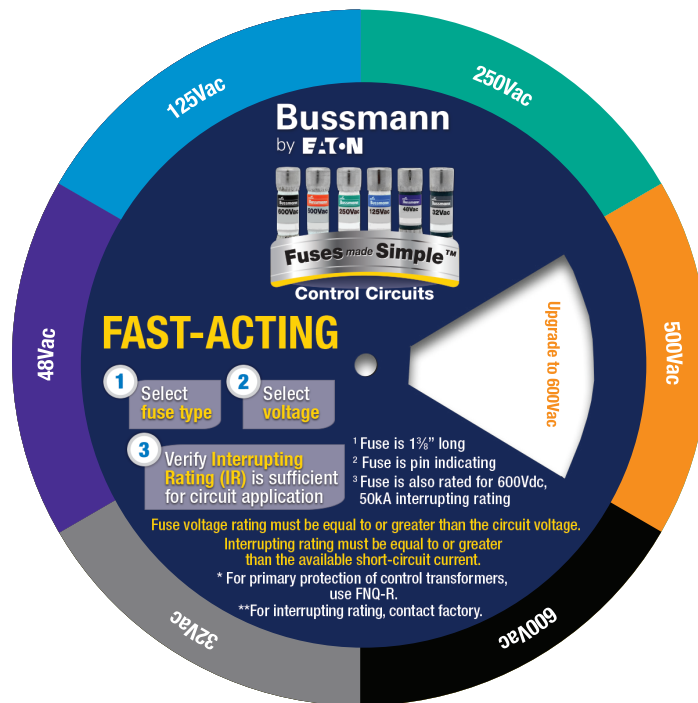 125Vac
250Vac
Bussmann
by EATON
Bussmann
600Vac
Bussmann
500Vac
Bussmann
250Vac
Bussmann
125Vac
48Vac
Bussmann
32Vac
Fuses made Simple™
Control Circuits
48Vac
500Vac
FAST-ACTING
Upgrade to 600Vac
1
Select
fuse type
2
Select
voltage
3
Verify Interrupting
Rating (IR) is sufficient
for circuit application
¹ Fuse is 1⅜” long
² Fuse is pin indicating
³ Fuse is also rated for 600Vdc,
50kA interrupting rating
Fuse voltage rating must be equal to or greater than the circuit voltage.
Interrupting rating must be equal to or greater
than the available short-circuit current.
* For primary protection of control transformers,
use FNQ-R.
**For interrupting rating, contact factory.
32Vac
600Vac